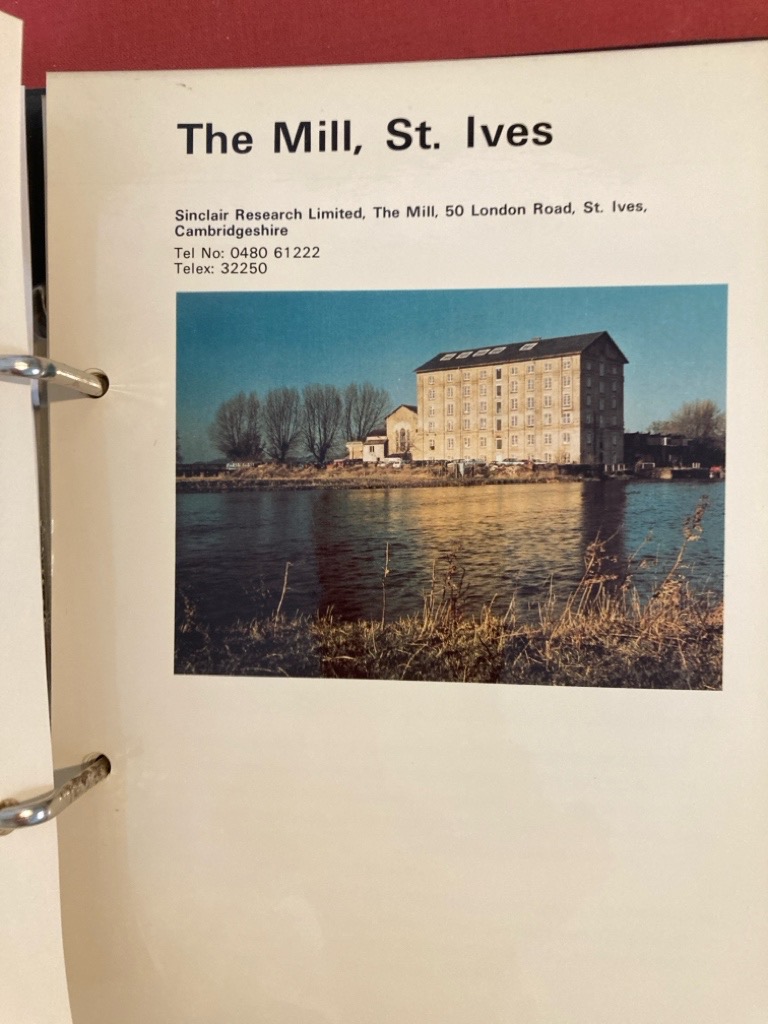 The Mill, St. Ives
Sinclair Research Limited, The Mill, 50 London Road, St. Ives,
Cambridgeshire
Tel No: 0480 61222
Telex: 32250